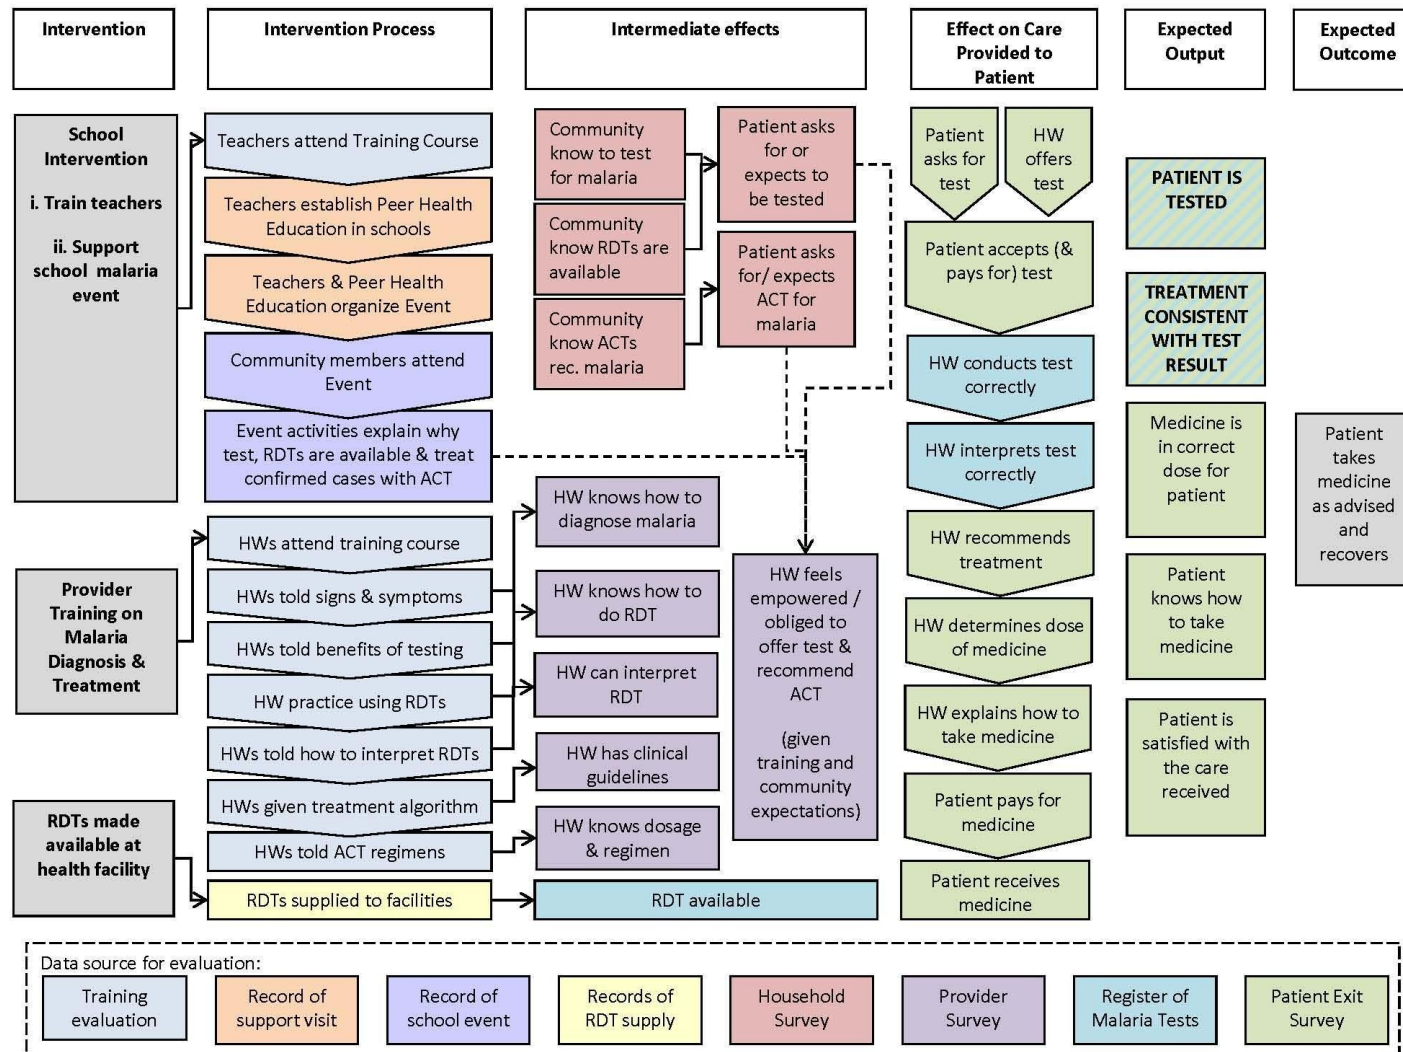 Intervention
Intervention Process
Intermediate effects
Effect on Care
Provided to
Patient
Expected
Output
Expected
Outcome
School
Intervention
i. Train teachers
ii. Support
school malaria
event
Provider
Training on
Malaria
Diagnosis &
Treatment
RDTs made
available at
health facility
Teachers attend Training Course
Teachers establish Peer Health
Education in schools
Teachers & Peer Health
Education organize Event
Community members attend
Event
Event activities explain why
test, RDTs are available & treat
confirmed cases with ACT
HWs attend training course
HWs told signs & symptoms
HWs told benefits of testing
HW practice using RDTs
HWs told how to interpret RDTs
HWs given treatment algorithm
HWs told ACT regimens
RDTs supplied to facilities
Community
know to test
for malaria
Community
know RDTs are
available
Community
know ACTs
rec. malaria
Patient asks
for or
expects to
be tested
Patient asks
for/ expects
ACT for
malaria
HW knows how to
diagnose malaria
HW knows how to
do RDT
HW can interpret
RDT
HW has clinical
guidelines
HW knows dosage
& regimen
RDT available
HW feels
empowered /
obliged to
offer test &
recommend
ACT
(given
training and
community
expectations)
Patient
asks for
test
HW
offers
test
Patient accepts (&
pays for) test
HW conducts test
correctly
HW interprets test
correctly
HW recommends
treatment
HW determines dose
of medicine
HW explains how to
take medicine
Patient pays for
medicine
Patient receives
medicine
PATIENT IS
TESTED
TREATMENT
CONSISTENT
WITH TEST
RESULT
Medicine is
in correct
dose for
patient
Patient
knows how
to take
medicine
Patient is
satisfied with
the care
received
Patient
takes
medicine
as advised
and
recovers
Data source for evaluation:
Training
evaluation
Record of
support visit
Record of
school event
Records of
RDT supply
Household
Survey
Provider
Survey
Register of
Malaria Tests
Patient Exit
Survey